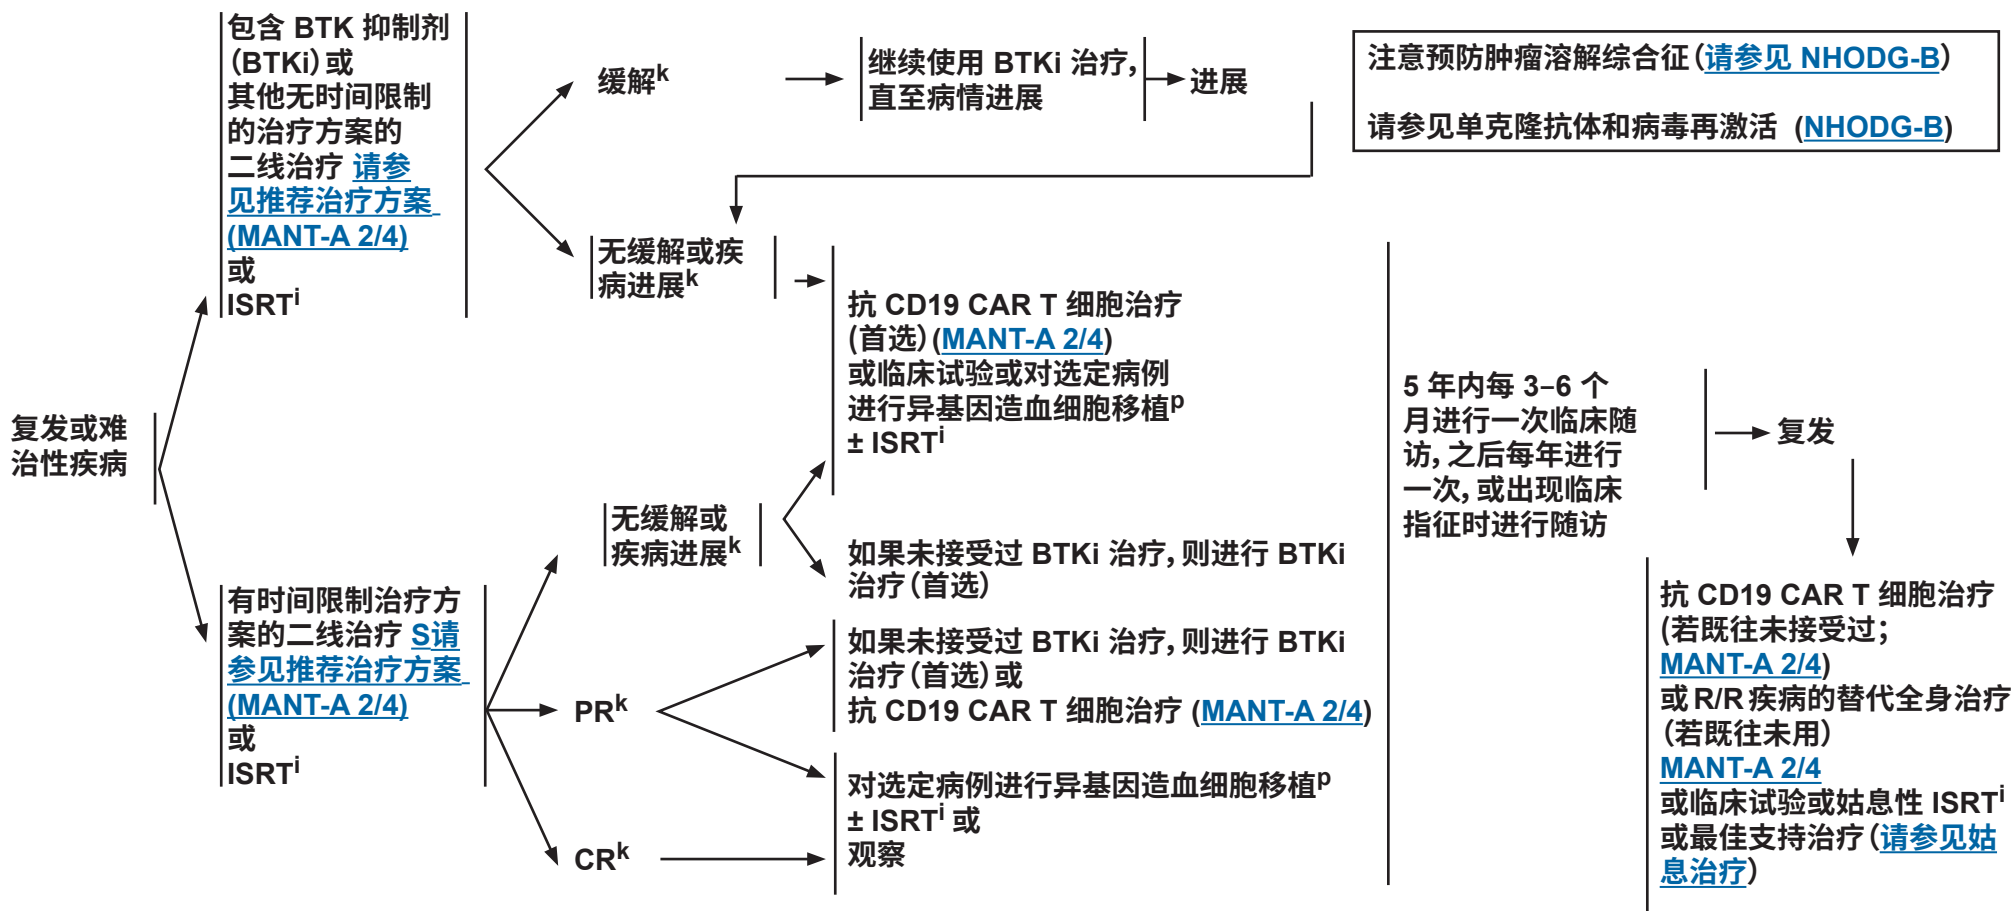 包含 BTK 抑制剂
(BTKi)或
其他无时间限制
的治疗方案的
二线治疗 请参
见推荐治疗方案
(MANT-A 2/4)
或
ISRTi
缓解k
继续使用 BTKi 治疗,
直至病情进展
进展
注意预防肿瘤溶解综合征(请参见 NHODG-B)
请参见单克隆抗体和病毒再激活 (NHODG-B)
无缓解或疾
病进展k
抗 CD19 CAR T 细胞治疗
(首选)(MANT-A 2/4)
或临床试验或对选定病例
进行异基因造血细胞移植p
± ISRTi
复发或难
治性疾病
5 年内每 3–6 个
月进行一次临床随
访,之后每年进行
一次,或出现临床
指征时进行随访
复发
无缓解或
疾病进展k
如果未接受过 BTKi 治疗,则进行 BTKi
治疗(首选)
有时间限制治疗方
案的二线治疗 S请
参见推荐治疗方案
(MANT-A 2/4)
或
ISRTi
PRk
如果未接受过 BTKi 治疗,则进行 BTKi
治疗(首选)或
抗 CD19 CAR T 细胞治疗 (MANT-A 2/4)
对选定病例进行异基因造血细胞移植p
± ISRTi 或
观察
CRk
抗 CD19 CAR T 细胞治疗
(若既往未接受过;
MANT-A 2/4)
或 R/R 疾病的替代全身治疗
(若既往未用)
MANT-A 2/4
或临床试验或姑息性 ISRTi
或最佳支持治疗(请参见姑
息治疗)